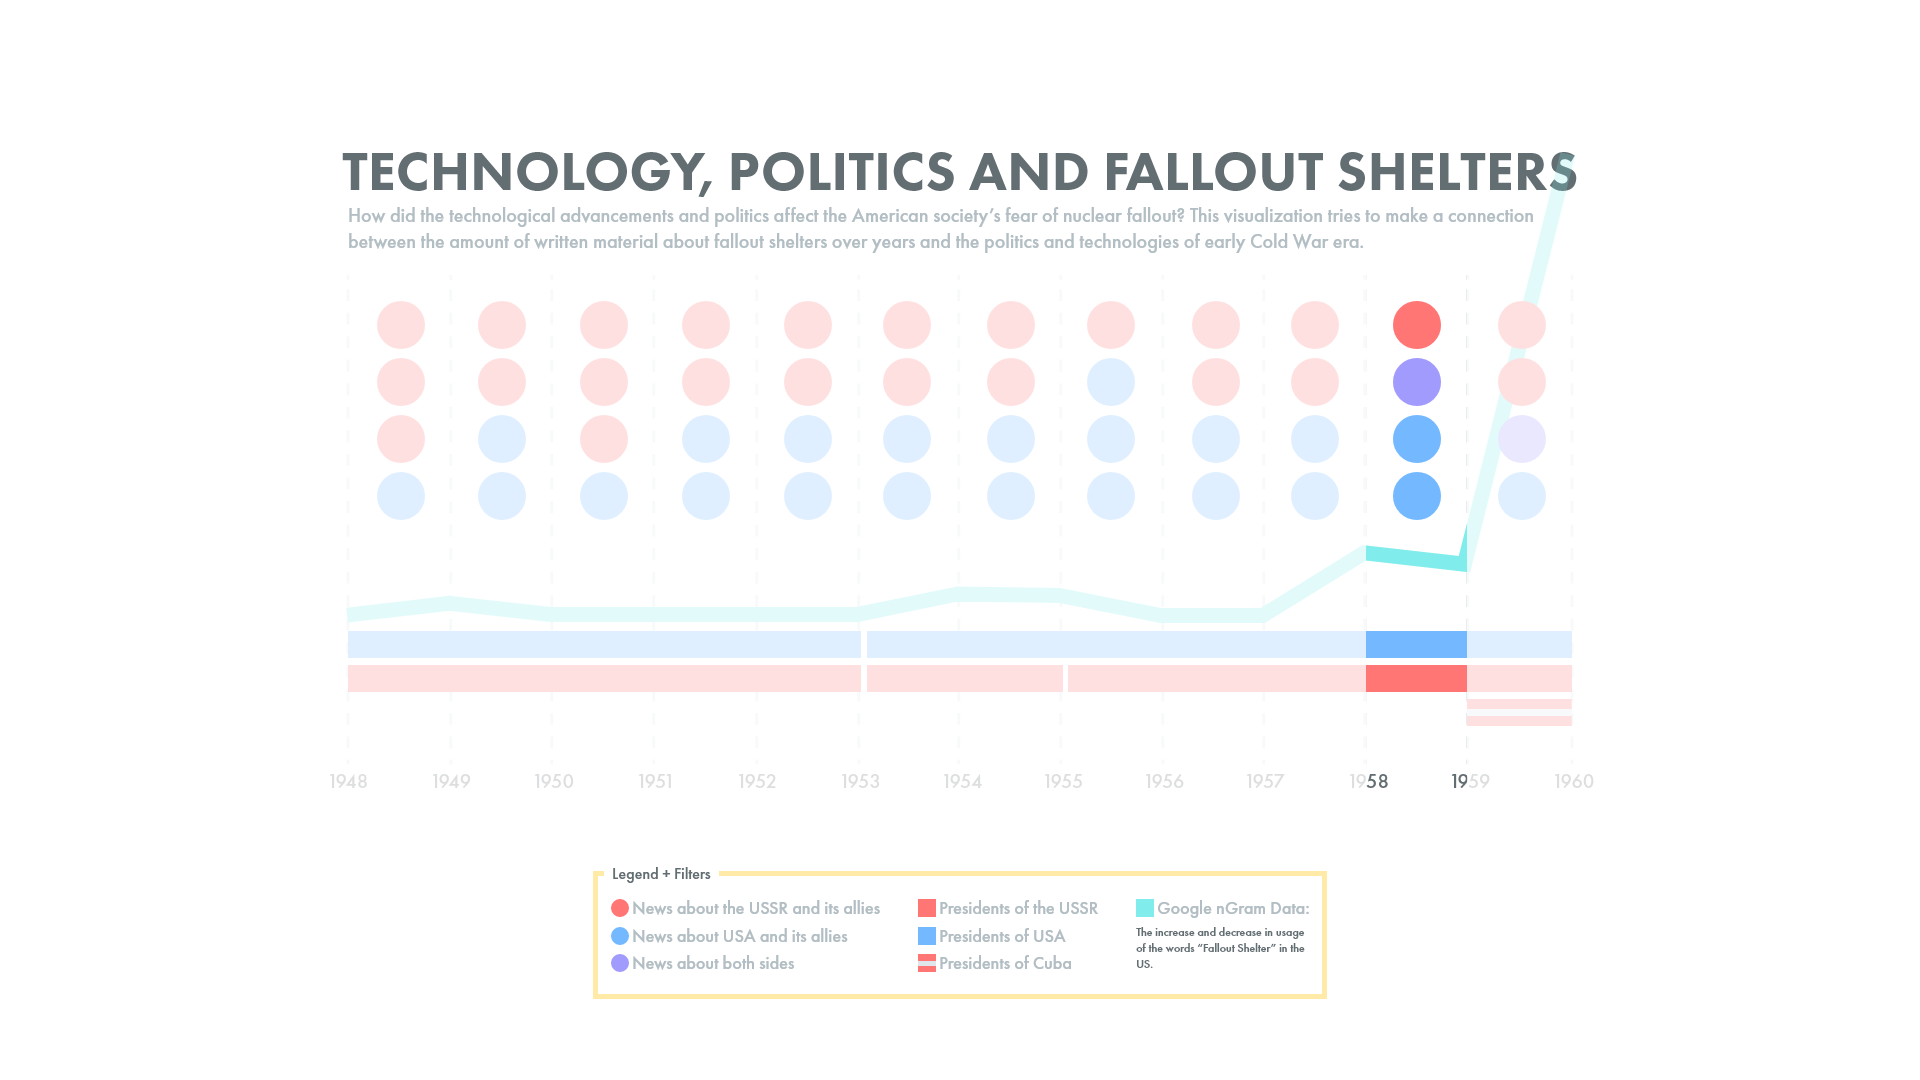 TECHNOLOGY, POLITICS AND FALLOUT SHELTERS
How did the technological advancements and politics affect the American society’s fear of nuclear fallout? This visualization tries to make a connection
between the amount of written material about fallout shelters over years and the politics and technologies of early Cold War era.
1948 1949 1950 1951 1952 1953 1954 1955 1956 1957 1958 1959 1960
Legend + Filters
News about the USSR and its allies
News about USA and its allies
News about both sides
Presidents of the USSR
Presidents of USA
Presidents of Cuba
Google nGram Data:
The increase and decrease in usage
of the words “Fallout Shelter” in the
US.